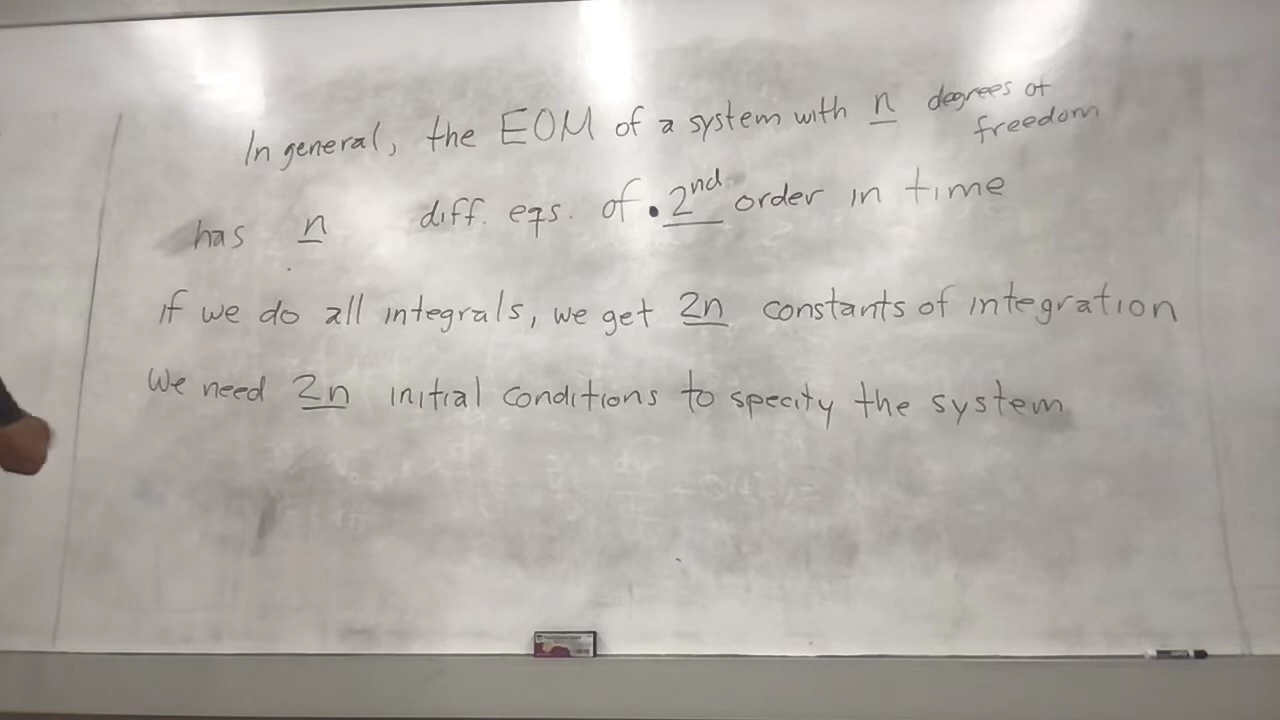 In general, the EOM of a system with n degrees of freedom
has n diff. eqs. of 2nd order in time
if we do all integrals, we get 2n constants of integration
We need 2n initial conditions to specify the system